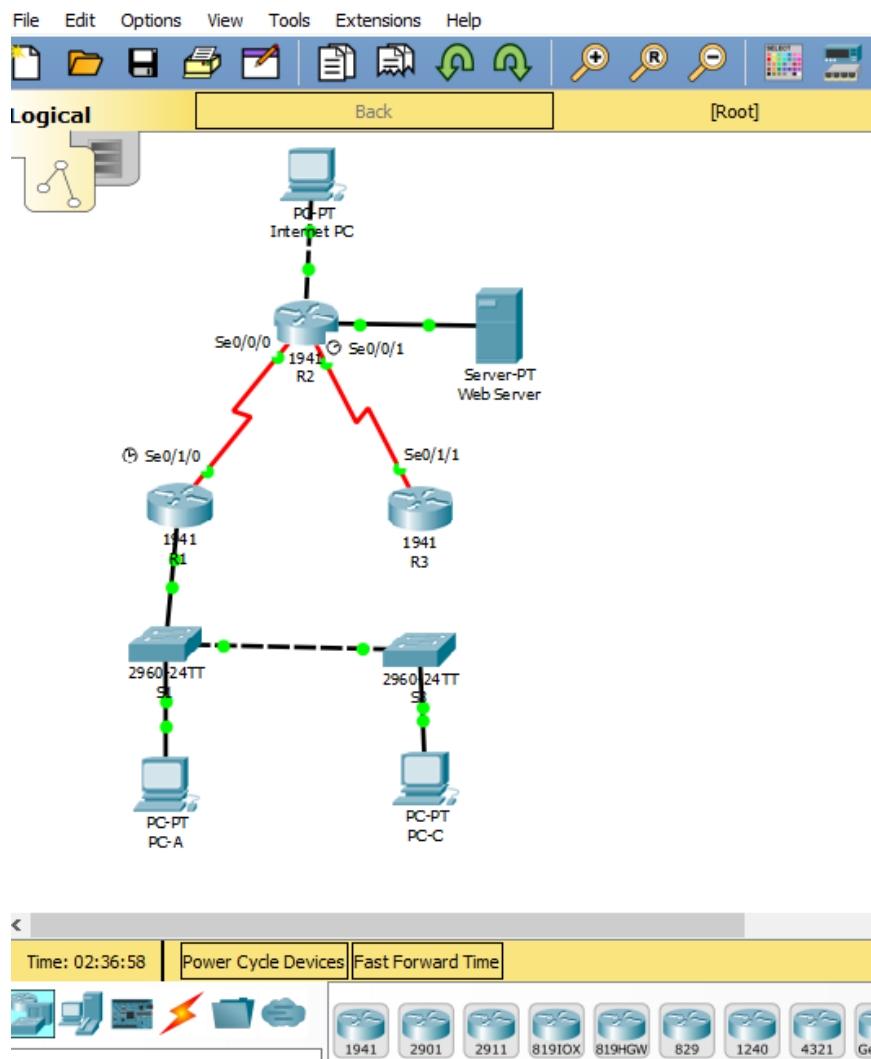 File Edit Options View Tools Extensions Help
R
SELECT
Logical Back [Root]
PC-PT
Internet PC
Se0/0/0
1941
R2
Se0/0/1
Server-PT
Web Server
Se0/1/0
Se0/1/1
1941
R1
1941
R3
2960-24TT
S1
2960-24TT
S3
PC-PT
PC-A
PC-PT
PC-C
Time: 02:36:58 Power Cycle Devices Fast Forward Time
1941 2901 2911 819IOX 819HGW 829 1240 4321